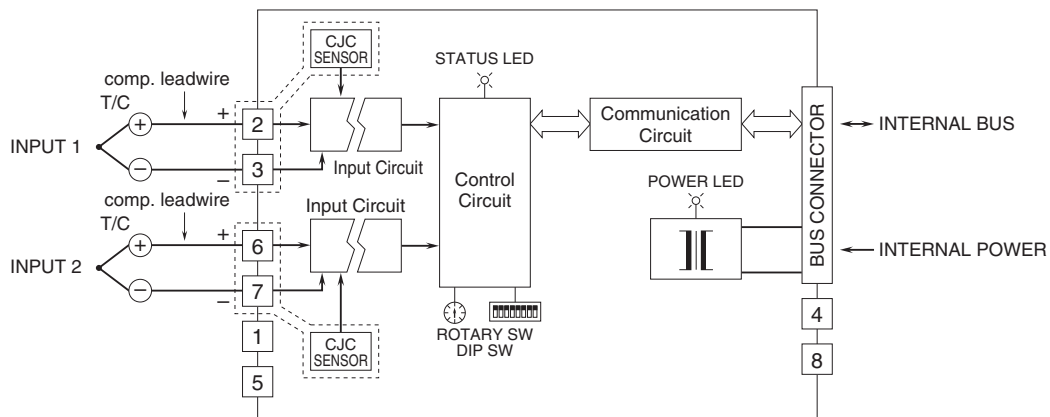 CJC
SENSOR
STATUS LED
comp. leadwire
T/C
+
+
2
Communication
Circuit
BUS CONNECTOR
INTERNAL BUS
INPUT 1
−
−
3
Input Circuit
Control
Circuit
POWER LED
comp. leadwire
T/C
Input Circuit
+
+
6
INTERNAL POWER
INPUT 2
−
−
7
1
CJC
SENSOR
ROTARY SW
DIP SW
4
5
8